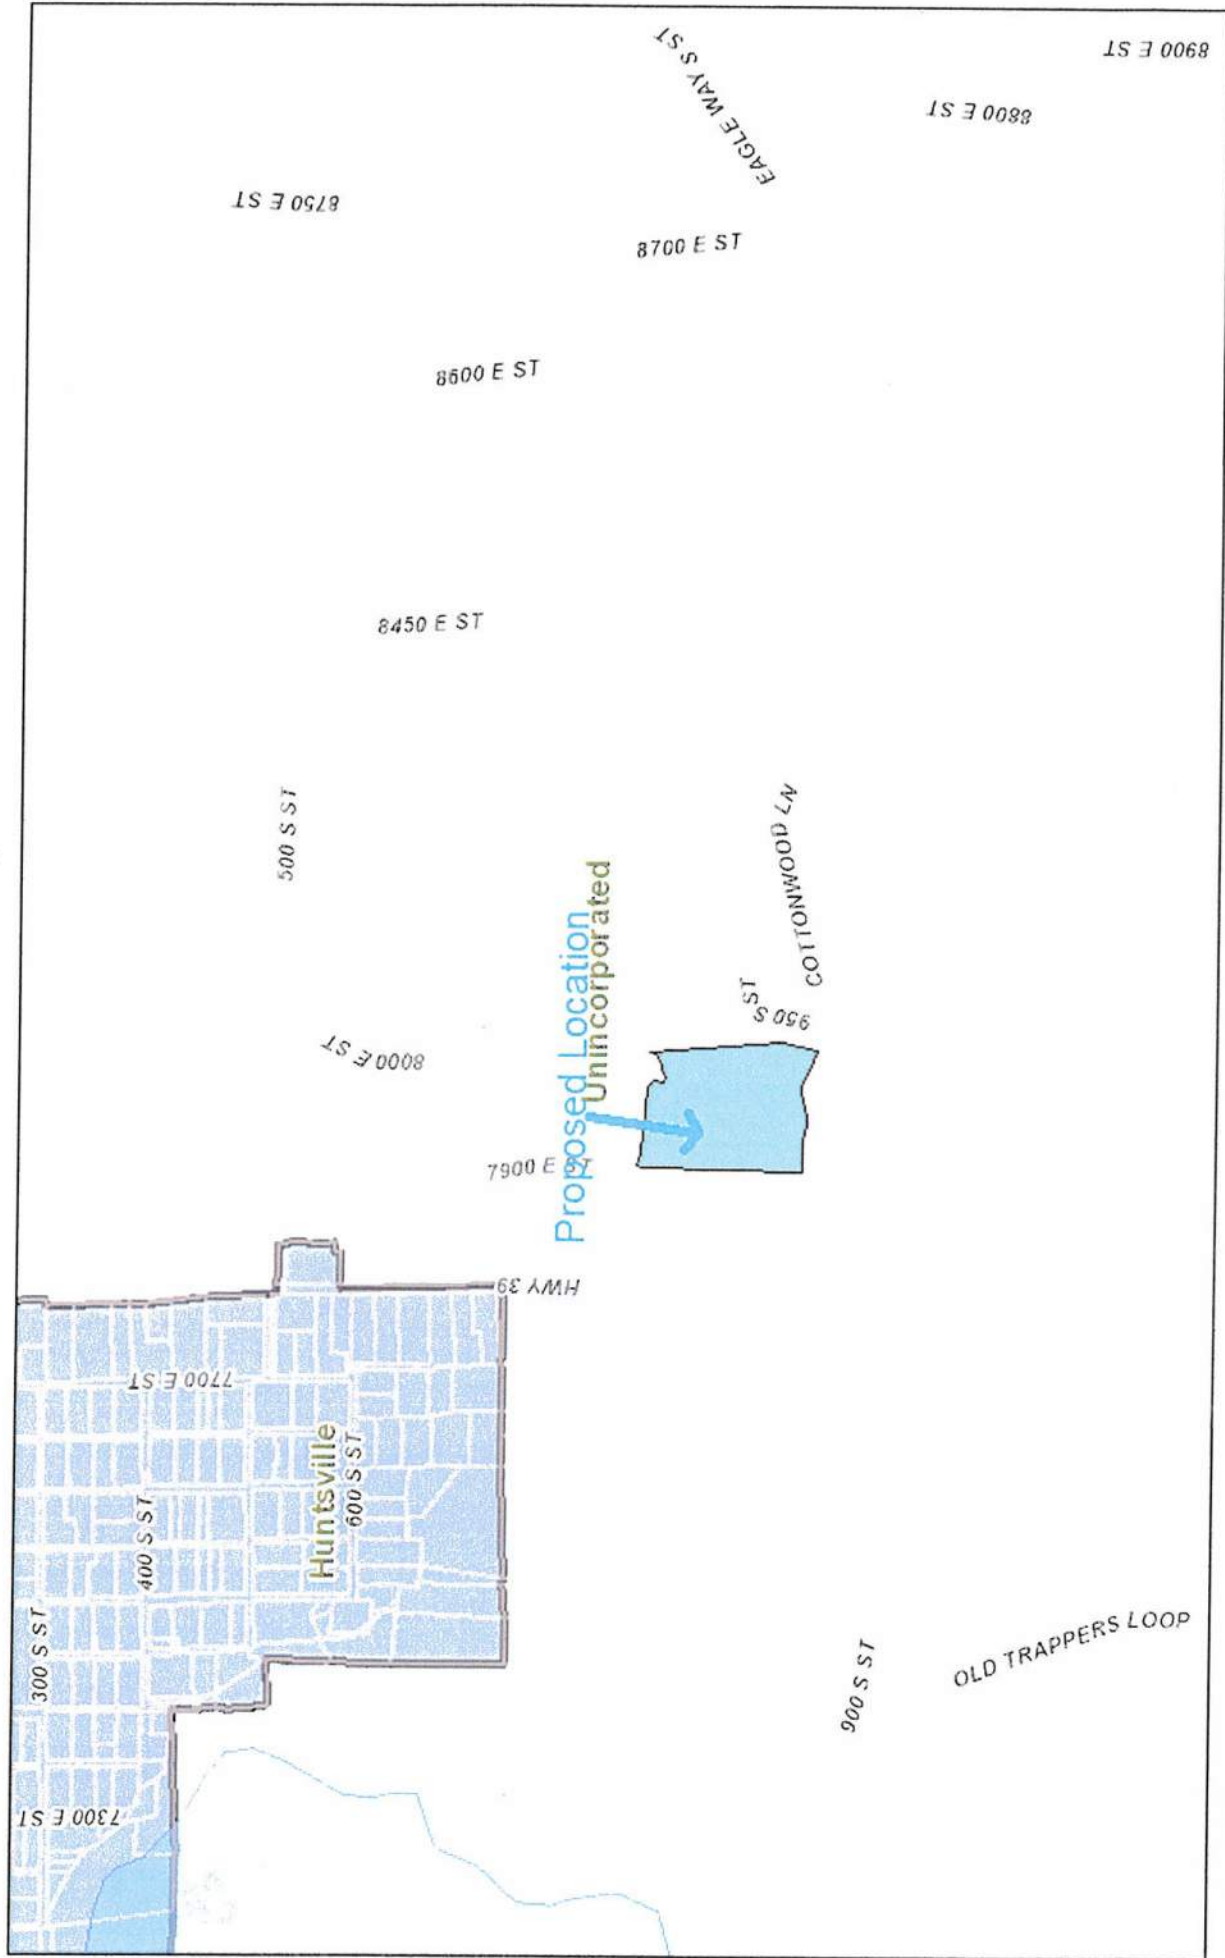 EAGLE WAY S ST
8900 E ST
8800 E ST
8750 E ST
8700 E ST
8600 E ST
8450 E ST
500 S ST
COTTONWOOD LN
Proposed Location
Unincorporated
950 S ST
8000 E ST
7900 E ST
HWY 39
7700 E ST
Huntsville
600 S ST
400 S ST
300 S ST
900 S ST
OLD TRAPPERS LOOP
7300 E ST